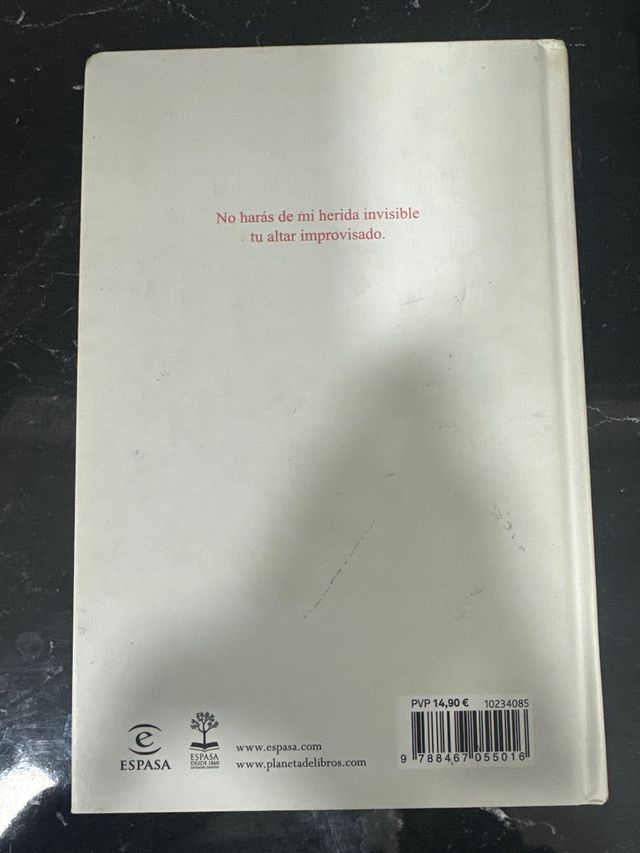 No harás de mi herida invisible
tu altar improvisado.
PVP 14,90 € 10234085
9 788467 055016
ESPASA
ESPASA
DESDE 1860
www.espasa.com
www.planetadelibros.com